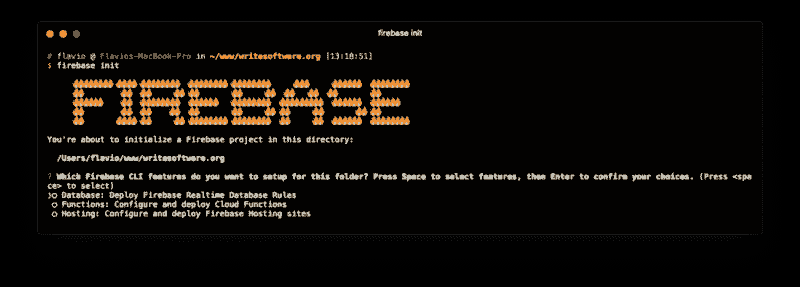 firebase init
# flavio @ flavios-MacBook-Pro in ~/www/writesoftware.org [13:10:51]
$ firebase init
FIREBASE
You're about to initialize a Firebase project in this directory:
/Users/flavio/www/writesoftware.org
? Which Firebase CLI features do you want to setup for this folder? Press Space to select features, then Enter to confirm your choices. (Press <spa
ce> to select)
❯◯ Database: Deploy Firebase Realtime Database Rules
◯ Functions: Configure and deploy Cloud Functions
◯ Hosting: Configure and deploy Firebase Hosting sites